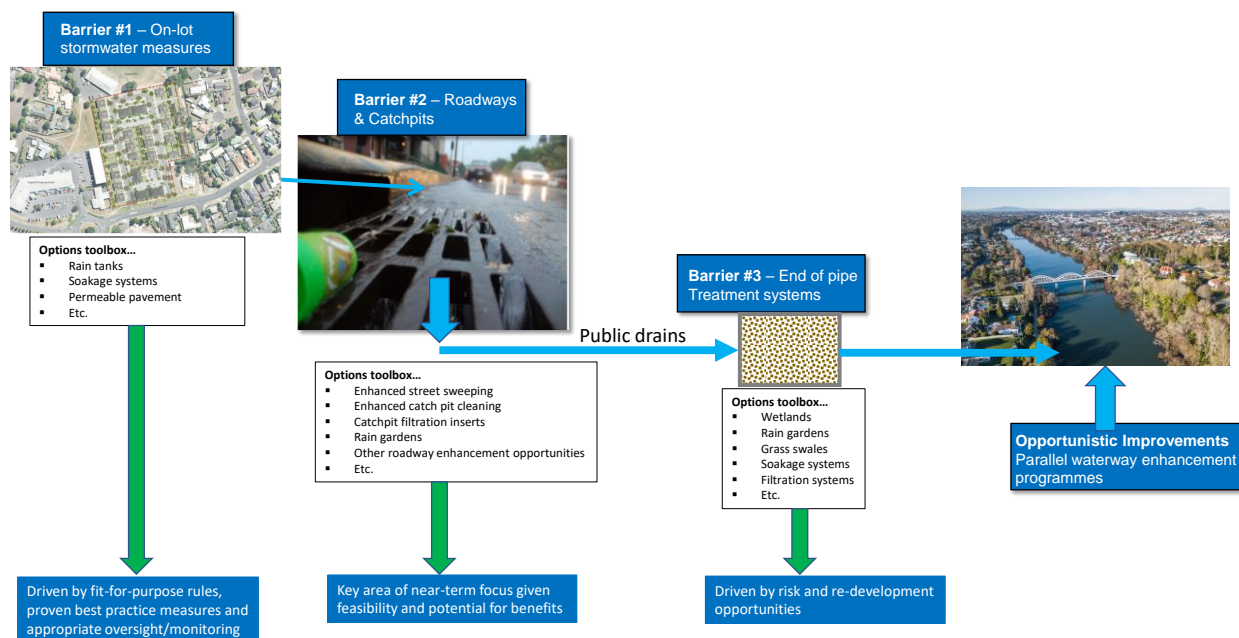 Barrier #1 – On-lot
stormwater measures
Options toolbox…
▪ Rain tanks
▪ Soakage systems
▪ Permeable pavement
▪ Etc.
Driven by fit-for-purpose rules,
proven best practice measures and
appropriate oversight/monitoring
Barrier #2 – Roadways
& Catchpits
Options toolbox…
▪ Enhanced street sweeping
▪ Enhanced catch pit cleaning
▪ Catchpit filtration inserts
▪ Rain gardens
▪ Other roadway enhancement opportunities
▪ Etc.
Key area of near-term focus given
feasibility and potential for benefits
Public drains
Barrier #3 – End of pipe
Treatment systems
Options toolbox…
▪ Wetlands
▪ Rain gardens
▪ Grass swales
▪ Soakage systems
▪ Filtration systems
▪ Etc.
Driven by risk and re-development
opportunities
Opportunistic Improvements
Parallel waterway enhancement
programmes